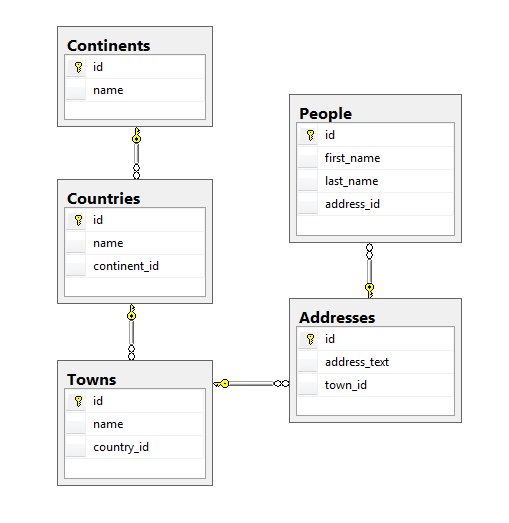 Continents
id
name
Countries
id
name
continent_id
Towns
id
name
country_id
People
id
first_name
last_name
address_id
Addresses
id
address_text
town_id